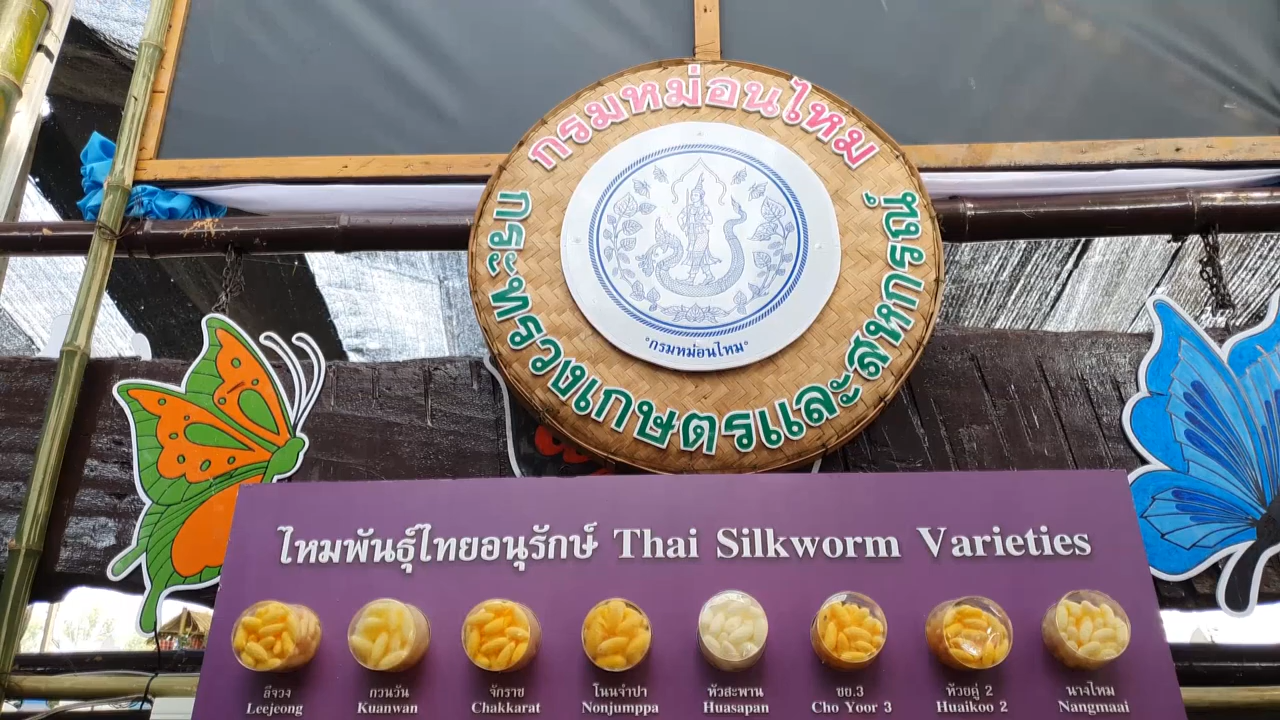 กรมหม่อนไหม
กระทรวงเกษตรและสหกรณ์
°กรมหม่อนไหม°
ไหมพันธุ์ไทยอนุรักษ์ Thai Silkworm Varieties
ลีจวง กวนวัน จักราช โนนจำปา หัวสะพาน ชย.3 ห้วยคู่ 2 นางไหม
Leejeong Kuanwan Chakkarat Nonjumppa Huasapan Cho Yoor 3 Huaikoo 2 Nangmaai